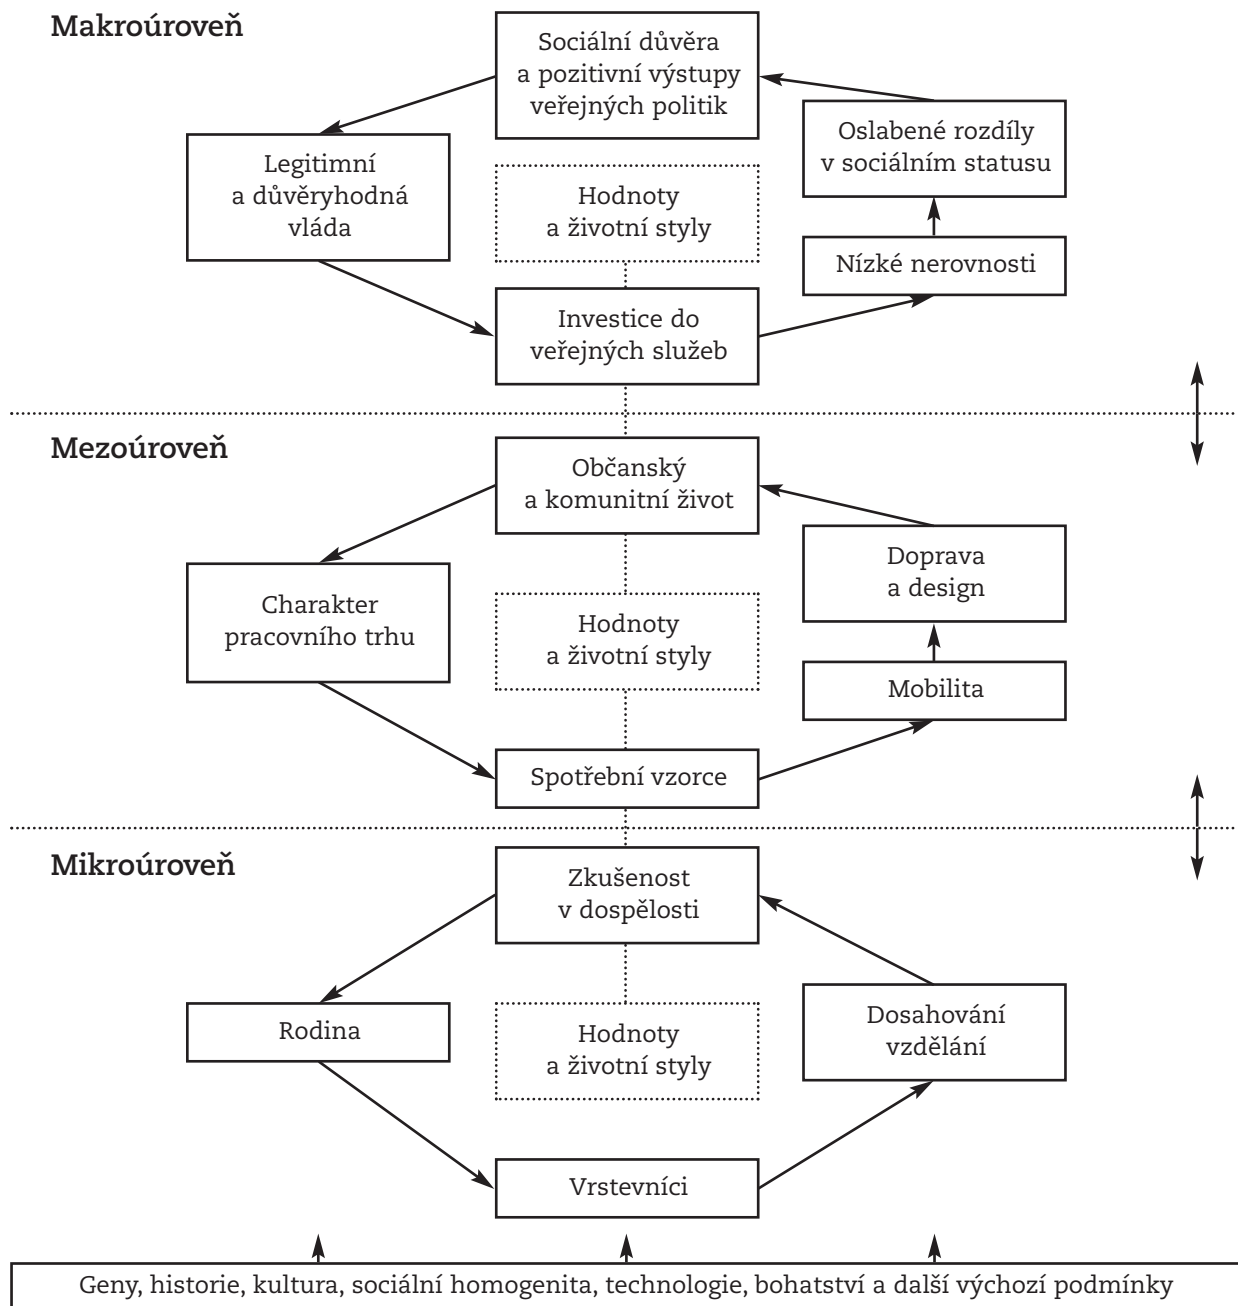 Makroúroveň
Sociální důvěra
a pozitivní výstupy
veřejných politik
Oslabené rozdíly
v sociálním statusu
Legitimní
a důvěryhodná
vláda
Hodnoty
a životní styly
Nízké nerovnosti
Investice do
veřejných služeb
Mezoúroveň
Občanský
a komunitní život
Doprava
a design
Charakter
pracovního trhu
Hodnoty
a životní styly
Mobilita
Spotřební vzorce
Mikroúroveň
Zkušenost
v dospělosti
Rodina
Hodnoty
a životní styly
Dosahování
vzdělání
Vrstevníci
Geny, historie, kultura, sociální homogenita, technologie, bohatství a další výchozí podmínky